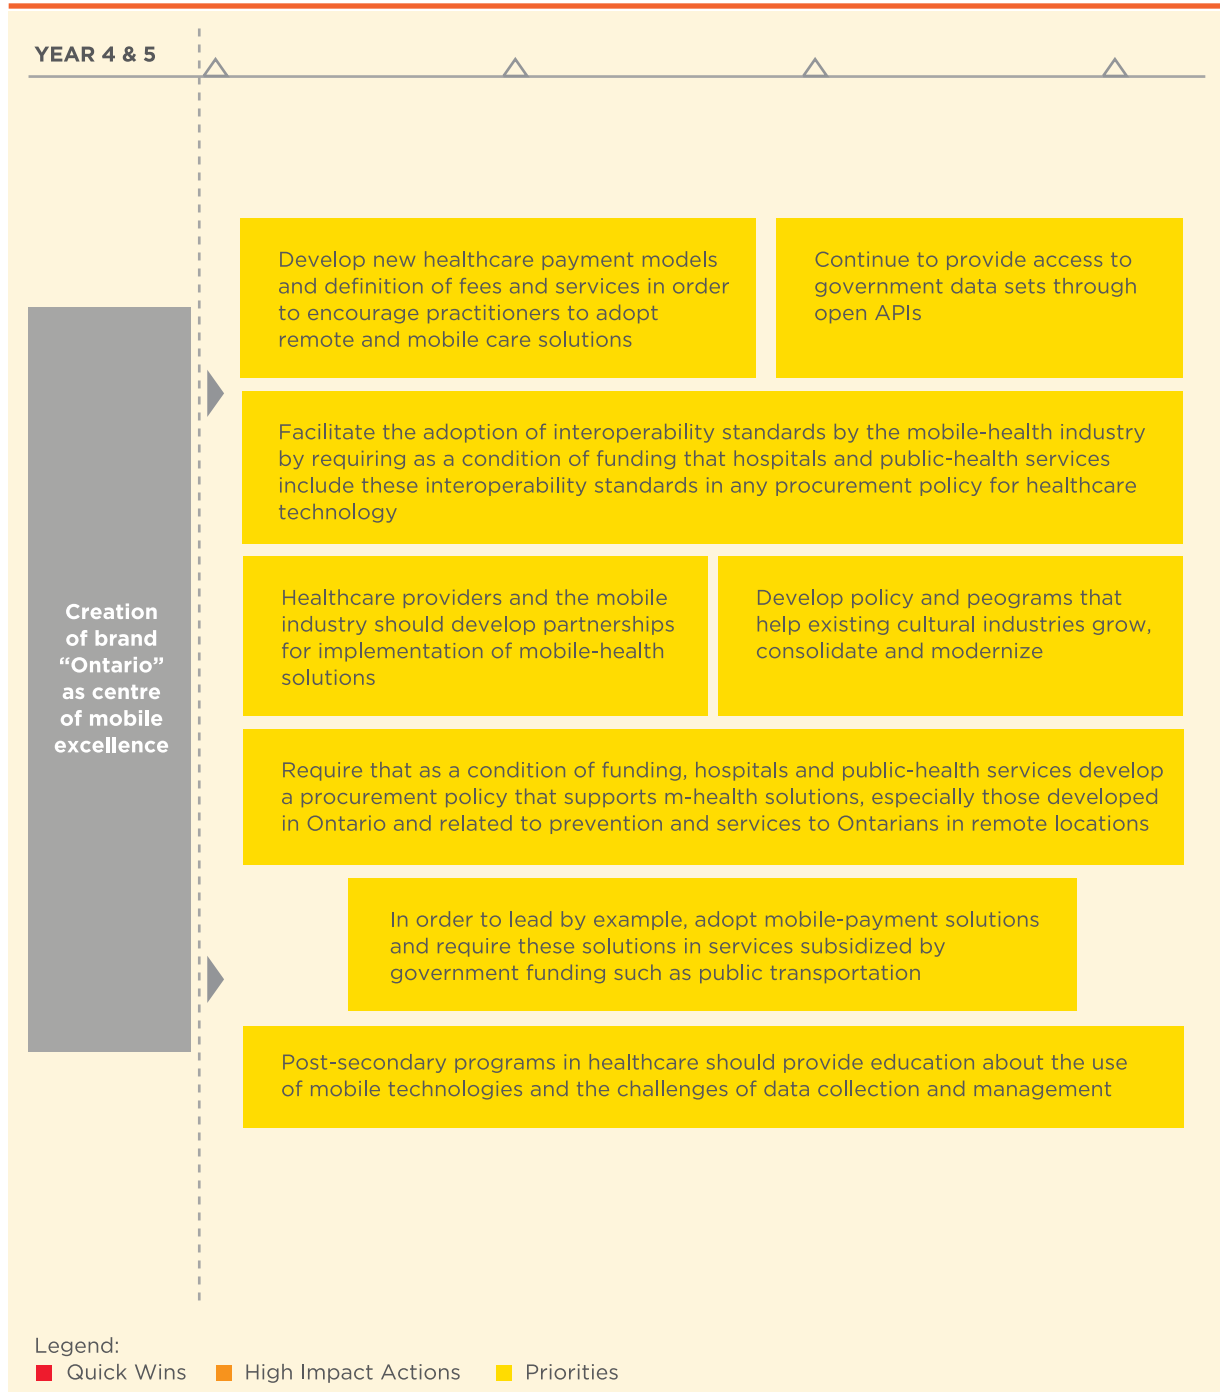 YEAR 4 & 5
Develop new healthcare payment models
and definition of fees and services in order
to encourage practitioners to adopt
remote and mobile care solutions
Continue to provide access to
government data sets through
open APIs
Facilitate the adoption of interoperability standards by the mobile-health industry
by requiring as a condition of funding that hospitals and public-health services
include these interoperability standards in any procurement policy for healthcare
technology
Creation
of brand
“Ontario”
as centre
of mobile
excellence
Healthcare providers and the mobile
industry should develop partnerships
for implementation of mobile-health
solutions
Develop policy and peograms that
help existing cultural industries grow,
consolidate and modernize
Require that as a condition of funding, hospitals and public-health services develop
a procurement policy that supports m-health solutions, especially those developed
in Ontario and related to prevention and services to Ontarians in remote locations
In order to lead by example, adopt mobile-payment solutions
and require these solutions in services subsidized by
government funding such as public transportation
Post-secondary programs in healthcare should provide education about the use
of mobile technologies and the challenges of data collection and management
Legend:
Quick Wins
High Impact Actions
Priorities